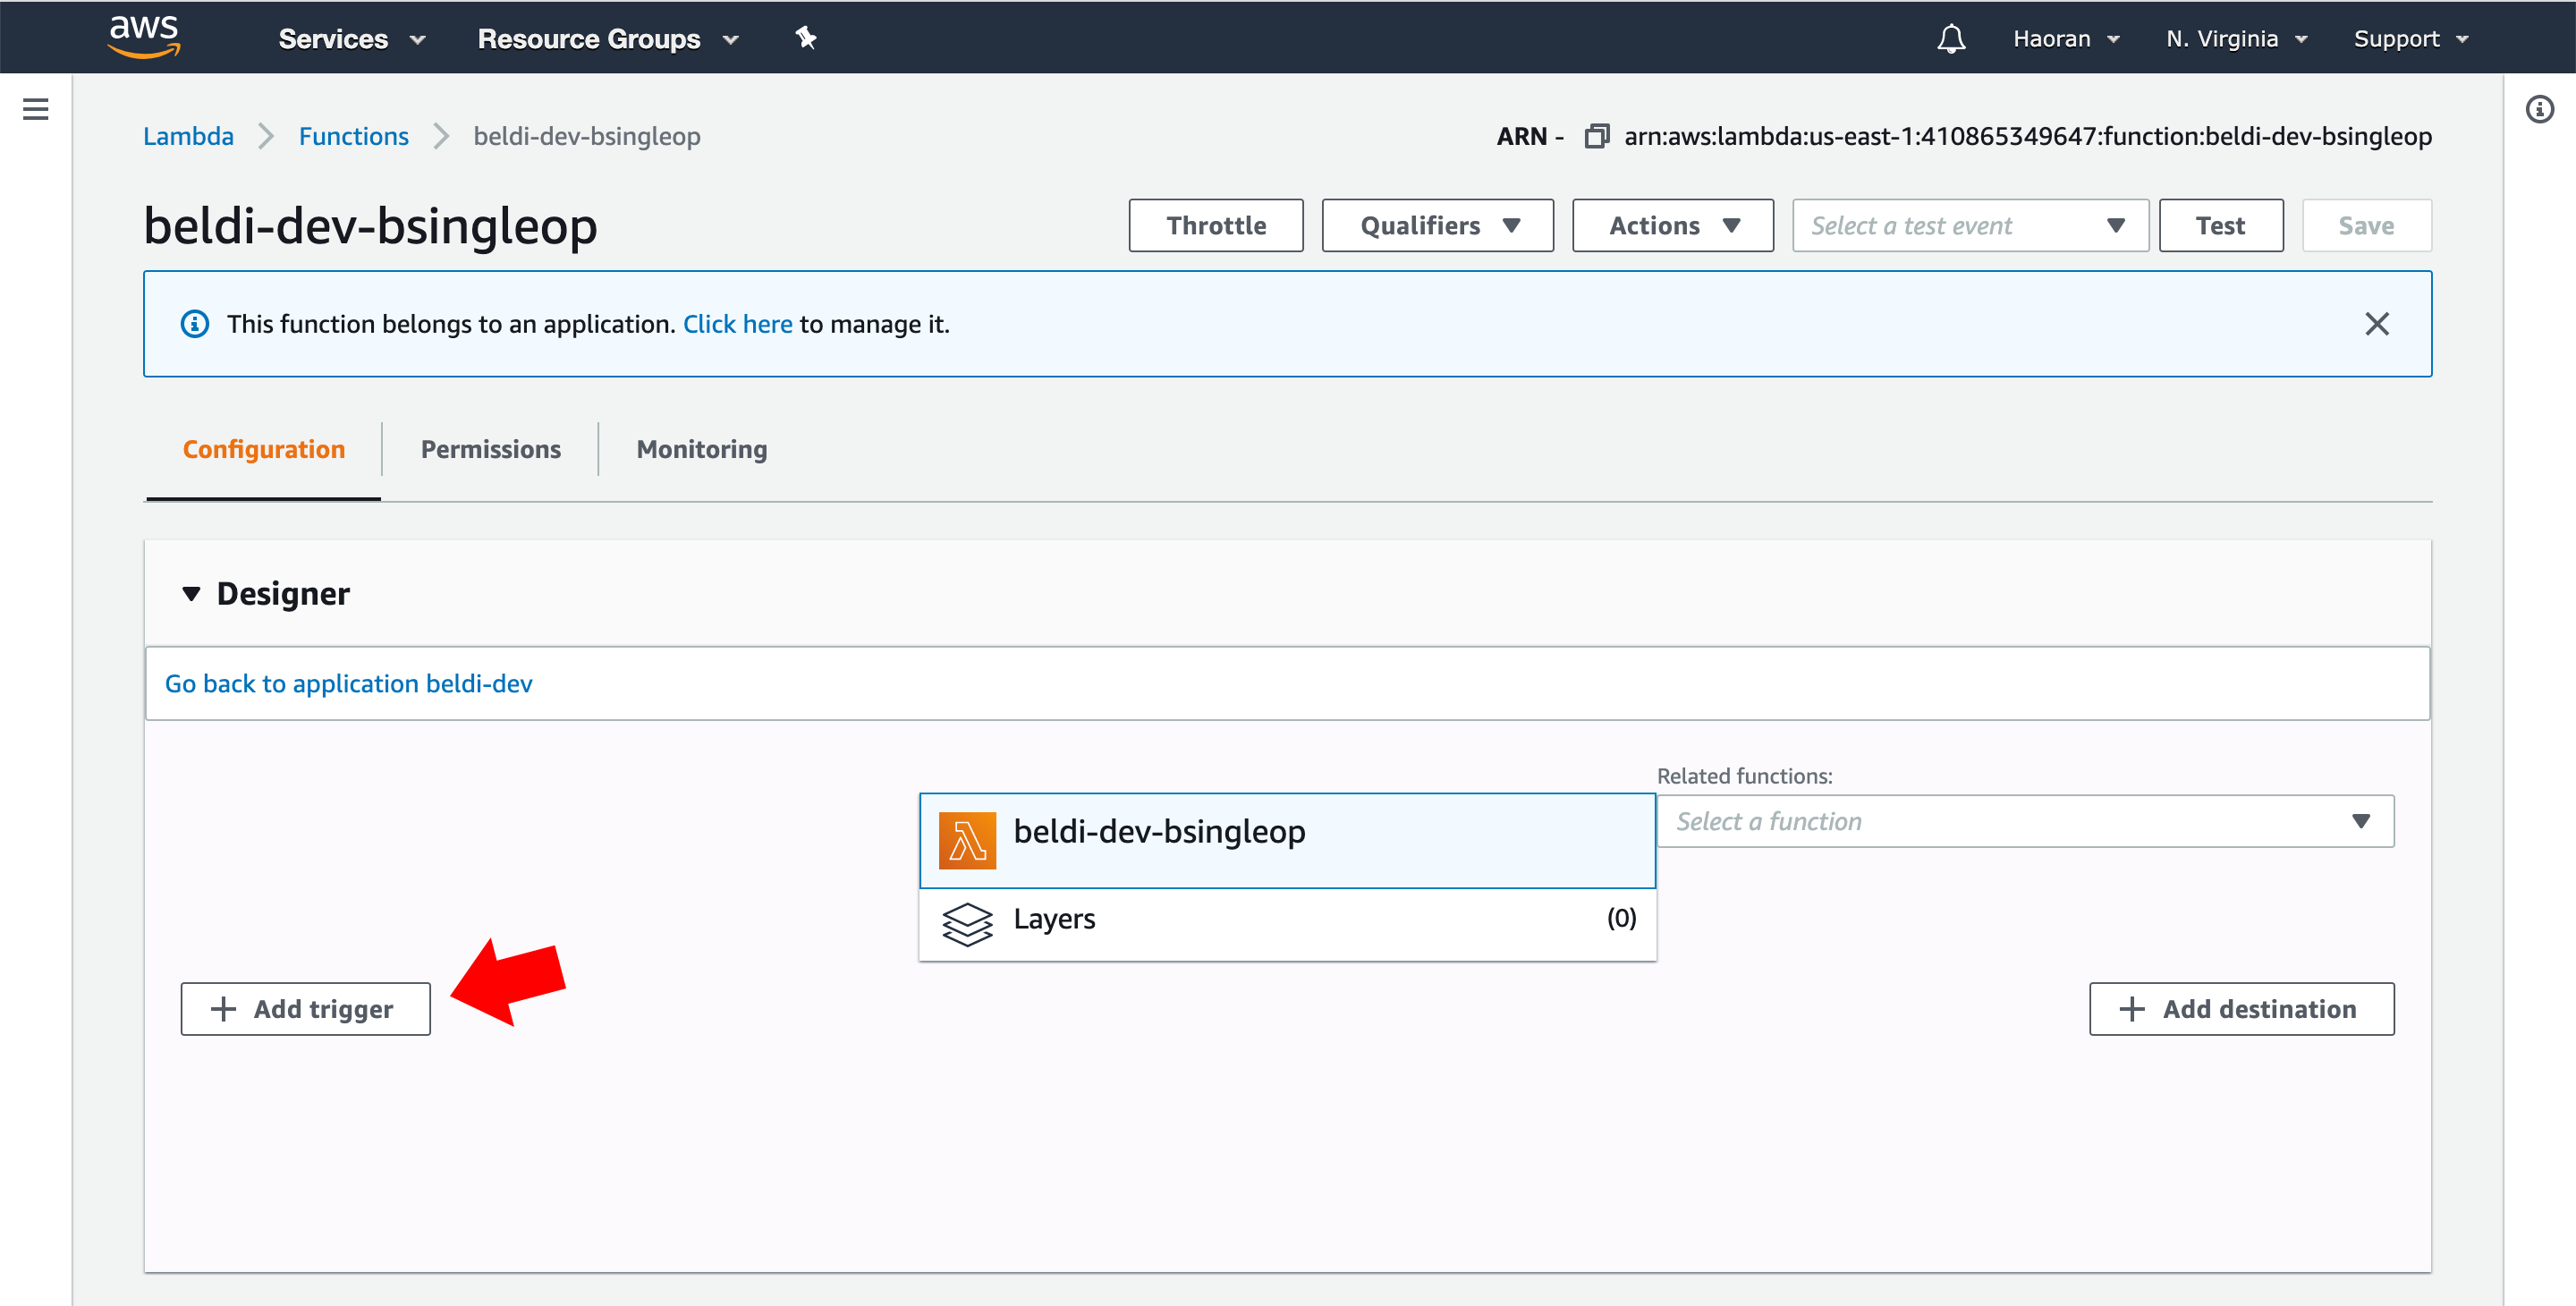 aws Services Resource Groups Haoran N. Virginia Support
Lambda Functions beldi-dev-bsingleop ARN - arn:aws:lambda:us-east-1:410865349647:function:beldi-dev-bsingleop
beldi-dev-bsingleop Throttle Qualifiers Actions Select a test event Test Save
This function belongs to an application. Click here to manage it.
Configuration Permissions Monitoring
Designer
Go back to application beldi-dev
Related functions:
beldi-dev-bsingleop Select a function
Layers (0)
Add trigger Add destination